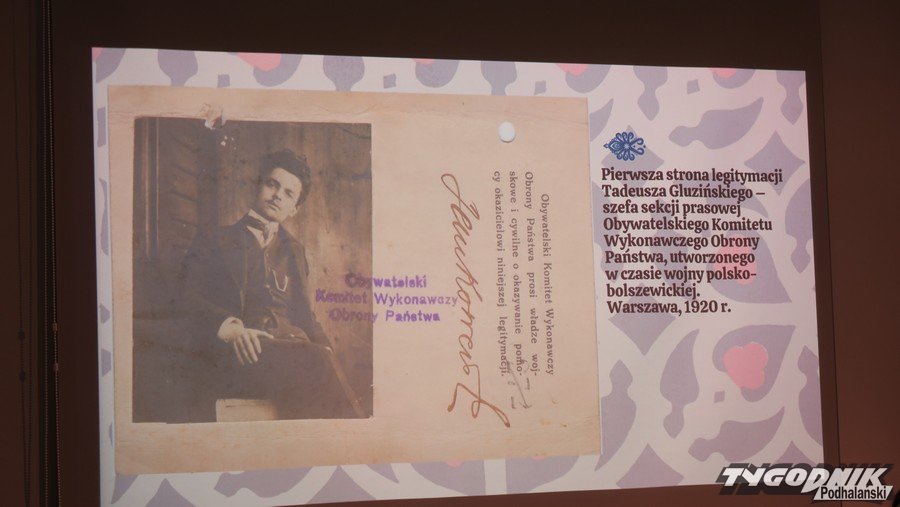 Obywatelski Komitet Wykonawczy
Obrony Państwa prosi władze woj-
skowe i cywilne o okazywanie pomo-
cy okazicielowi niniejszej legitymacji.
Obywatelski
Komitet Wykonawczy
Obrony Państwa
Pierwsza strona legitymacji
Tadeusza Gluzińskiego –
szefa sekcji prasowej
Obywatelskiego Komitetu
Wykonawczego Obrony
Państwa, utworzonego
w czasie wojny polsko-
bolszewickiej.
Warszawa, 1920 r.
TYGODNIK
Podhalański